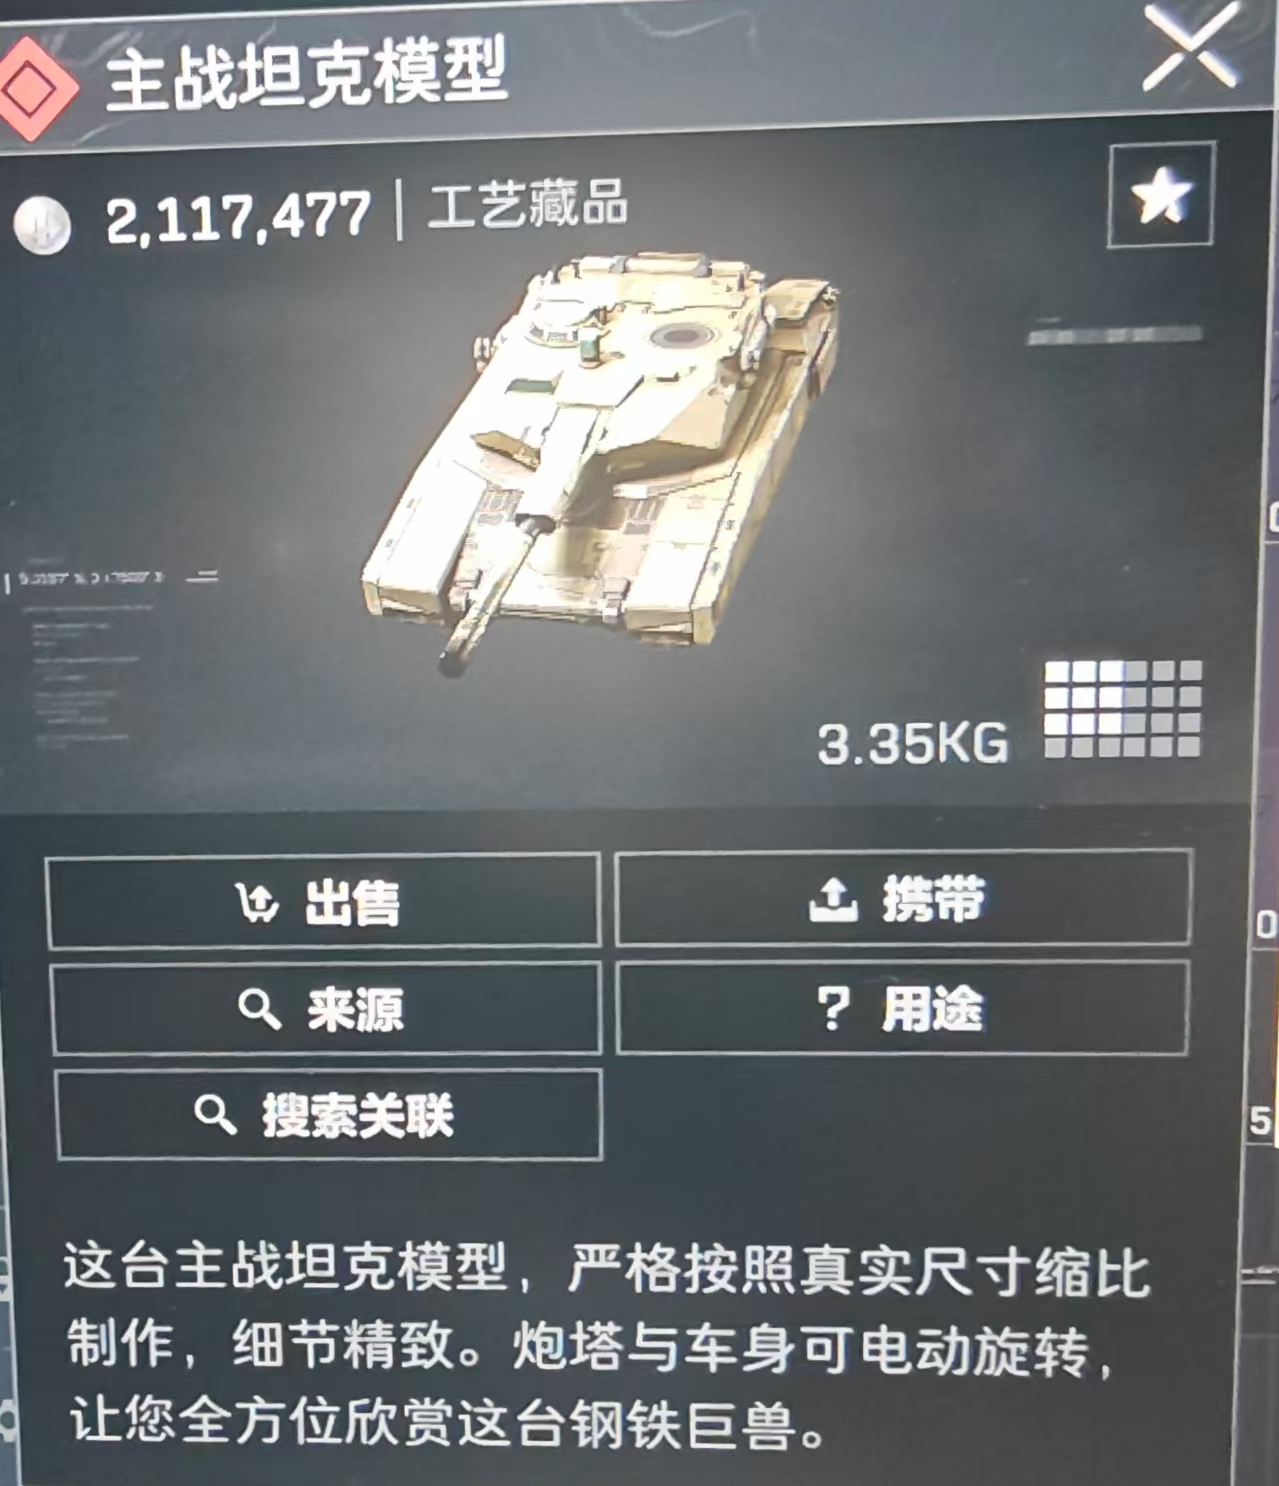 主战坦克模型
2,117,477 | 工艺藏品
3.35KG
出售
携带
来源
? 用途
搜索关联
0
5
这台主战坦克模型，严格按照真实尺寸缩比
制作，细节精致。炮塔与车身可电动旋转，
让您全方位欣赏这台钢铁巨兽。